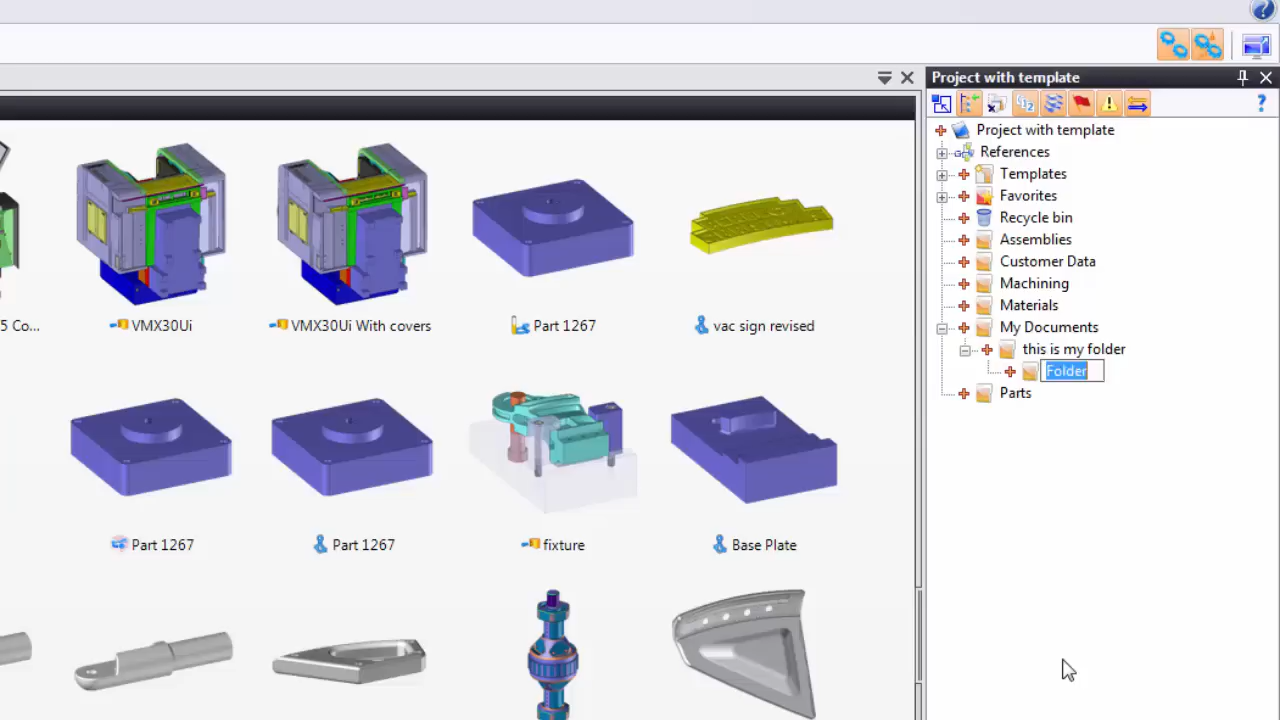 Project with template
Project with template
References
Templates
Favorites
Recycle bin
Assemblies
Customer Data
Machining
Materials
My Documents
this is my folder
Folder
Parts
5 Co...
VMX30Ui
VMX30Ui With covers
Part 1267
vac sign revised
Part 1267
Part 1267
fixture
Base Plate